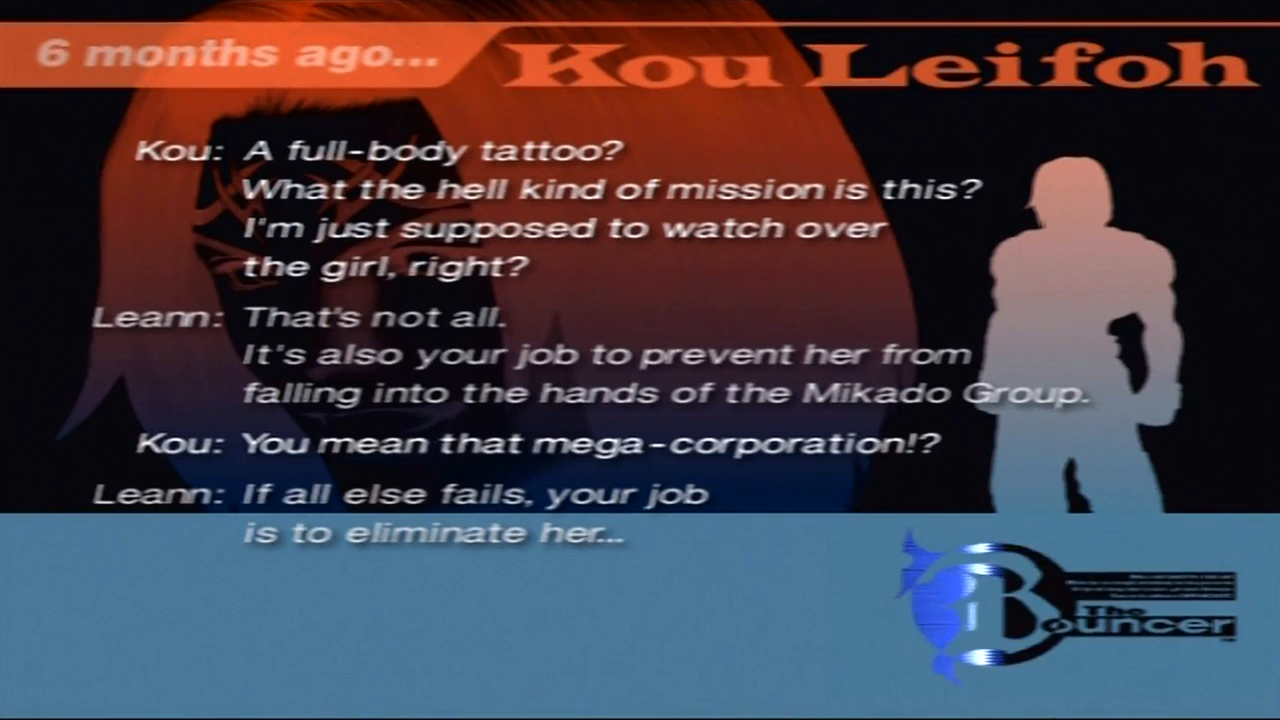 6 months ago...
Kou Leifoh
Kou: A full-body tattoo?
What the hell kind of mission is this?
I'm just supposed to watch over
the girl, right?
Leann: That's not all.
It's also your job to prevent her from
falling into the hands of the Mikado Group.
Kou: You mean that mega-corporation!?
Leann: If all else fails, your job
is to eliminate her...
The
Bouncer